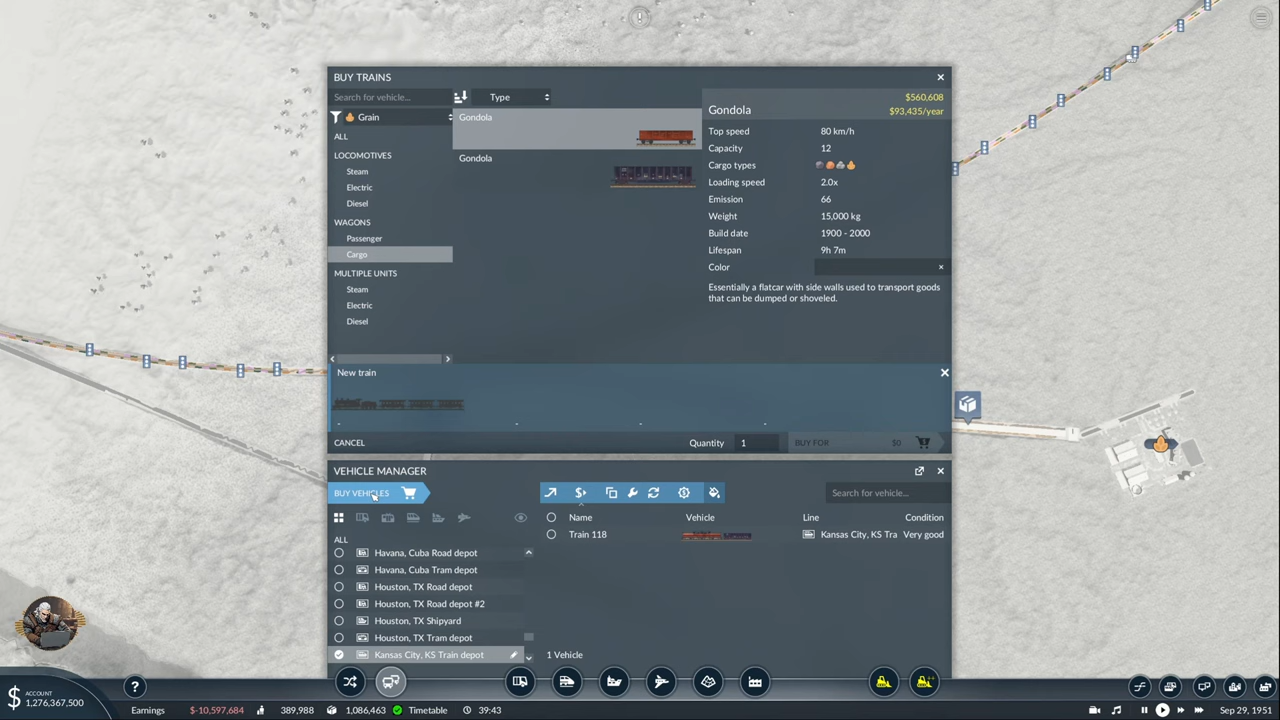 BUY TRAINS
Search for vehicle...
Type
Grain
ALL
LOCOMOTIVES
Steam
Electric
Diesel
WAGONS
Passenger
Cargo
MULTIPLE UNITS
Steam
Electric
Diesel
Gondola
Gondola
$560,608
Gondola
$93,435/year
Top speed 80 km/h
Capacity 12
Cargo types
Loading speed 2.0x
Emission 66
Weight 15,000 kg
Build date 1900 - 2000
Lifespan 9h 7m
Color
Essentially a flatcar with side walls used to transport goods
that can be dumped or shoveled.
New train
- - - -
CANCEL
Quantity 1
BUY FOR $0
VEHICLE MANAGER
BUY VEHICLES
Search for vehicle...
ALL
Havana, Cuba Road depot
Havana, Cuba Tram depot
Houston, TX Road depot
Houston, TX Road depot #2
Houston, TX Shipyard
Houston, TX Tram depot
Kansas City, KS Train depot
Name Vehicle Line Condition
Train 118 Kansas City, KS Tra Very good
1 Vehicle
$ ACCOUNT
1,276,367,500
?
Earnings $-10,597,684 389,988 1,086,463 Timetable 39:43
Sep 29, 1951